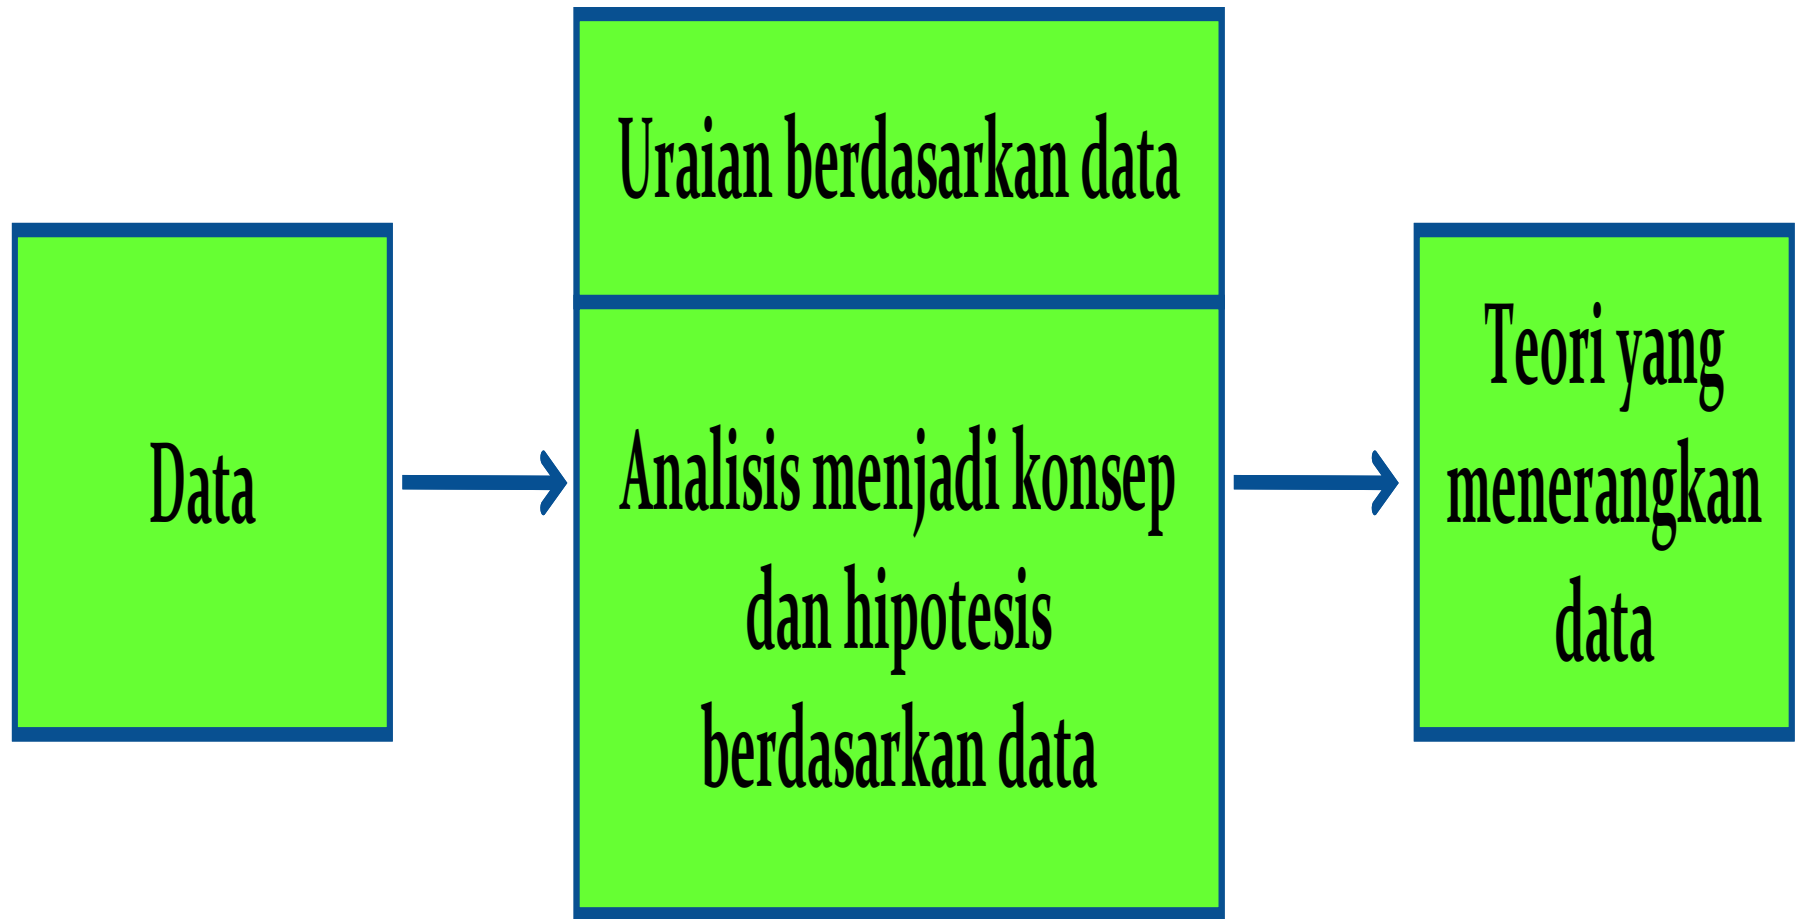 Data
Uraian berdasarkan data
Analisis menjadi konsep
dan hipotesis
berdasarkan data
Teori yang
menerangkan
data